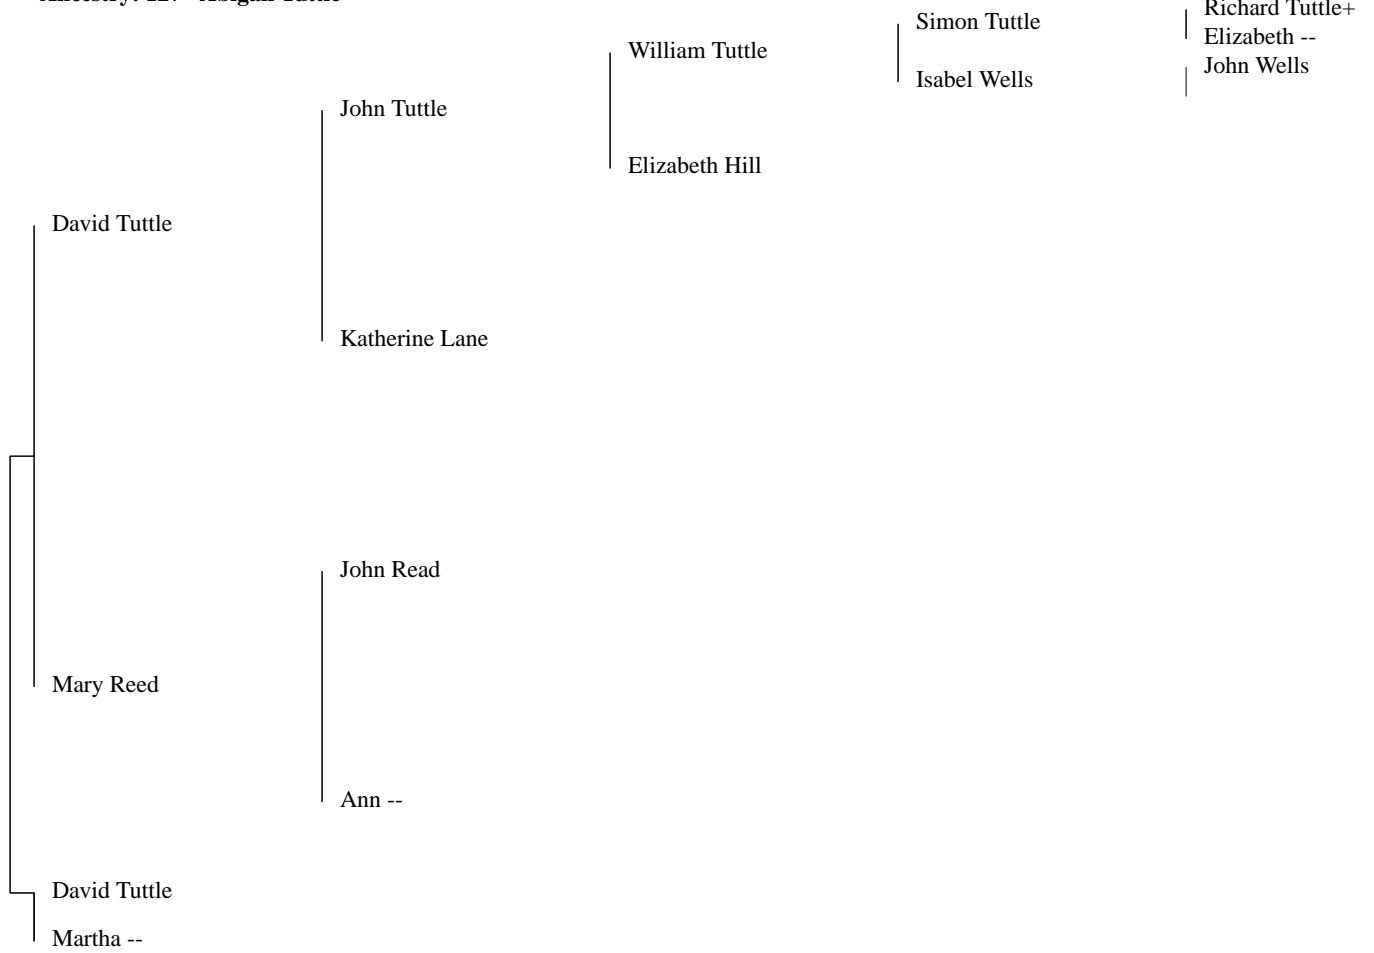 Richard Tuttle+
Simon Tuttle
Elizabeth --
William Tuttle
John Wells
Isabel Wells
John Tuttle
Elizabeth Hill
David Tuttle
Katherine Lane
John Read
Mary Reed
Ann --
David Tuttle
Martha --